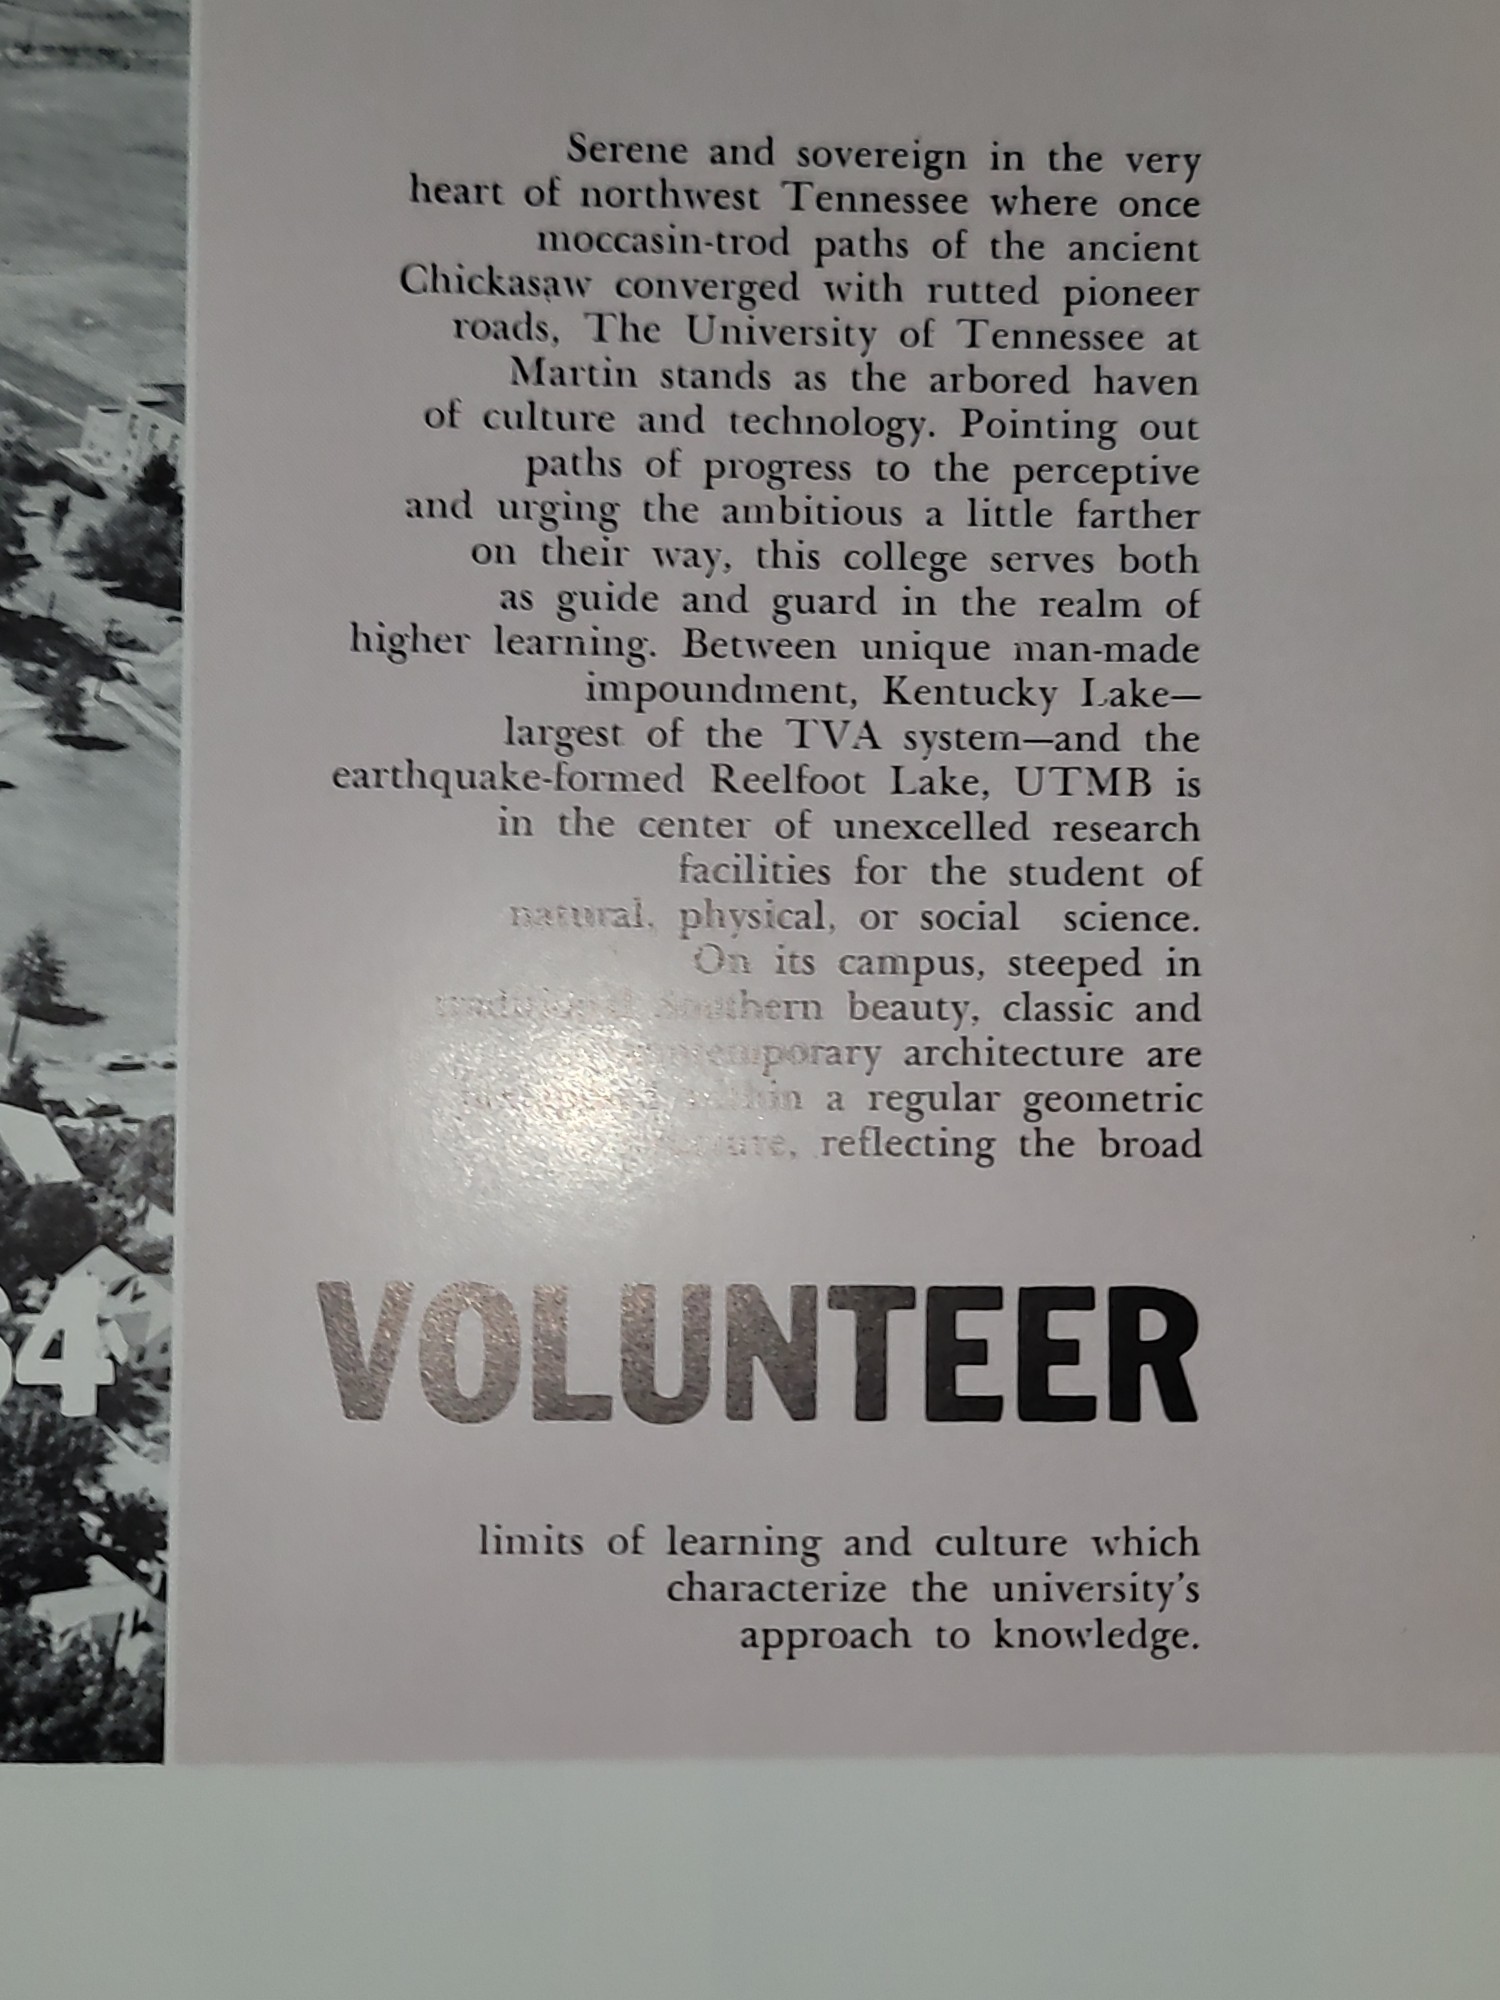 Serene and sovereign in the very
heart of northwest Tennessee where once
moccasin-trod paths of the ancient
Chickasaw converged with rutted pioneer
roads, The University of Tennessee at
Martin stands as the arbored haven
of culture and technology. Pointing out
paths of progress to the perceptive
and urging the ambitious a little farther
on their way, this college serves both
as guide and guard in the realm of
higher learning. Between unique man-made
impoundment, Kentucky Lake—
largest of the TVA system—and the
earthquake-formed Reelfoot Lake, UTMB is
in the center of unexcelled research
facilities for the student of
natural, physical, or social science.
On its campus, steeped in
traditional Southern beauty, classic and
contemporary architecture are
within a regular geometric
reflecting the broad
4
VOLUNTEER
limits of learning and culture which
characterize the university's
approach to knowledge.